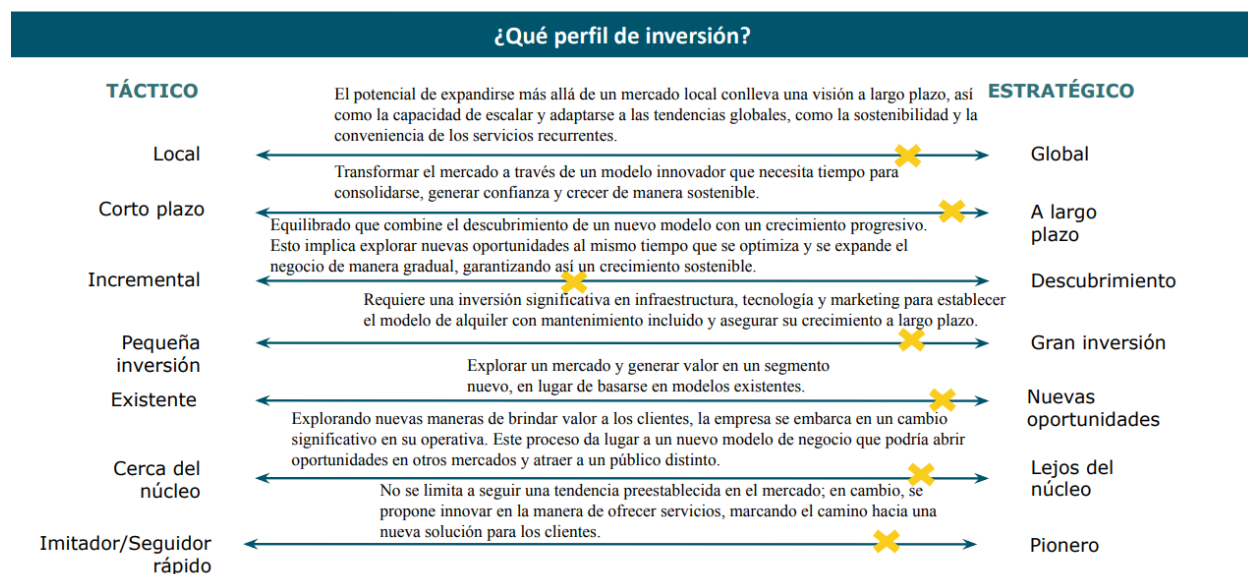 ¿Qué perfil de inversión?
TÁCTICO
ESTRATÉGICO
El potencial de expandirse más allá de un mercado local conlleva una visión a largo plazo, así
como la capacidad de escalar y adaptarse a las tendencias globales, como la sostenibilidad y la
conveniencia de los servicios recurrentes.
Local
Global
Transformar el mercado a través de un modelo innovador que necesita tiempo para
consolidarse, generar confianza y crecer de manera sostenible.
Corto plazo
A largo
plazo
Equilibrado que combine el descubrimiento de un nuevo modelo con un crecimiento progresivo.
Esto implica explorar nuevas oportunidades al mismo tiempo que se optimiza y se expande el
negocio de manera gradual, garantizando así un crecimiento sostenible.
Incremental
Descubrimiento
Requiere una inversión significativa en infraestructura, tecnología y marketing para establecer
el modelo de alquiler con mantenimiento incluido y asegurar su crecimiento a largo plazo.
Pequeña
inversión
Gran inversión
Explorar un mercado y generar valor en un segmento
nuevo, en lugar de basarse en modelos existentes.
Existente
Nuevas
oportunidades
Explorando nuevas maneras de brindar valor a los clientes, la empresa se embarca en un cambio
significativo en su operativa. Este proceso da lugar a un nuevo modelo de negocio que podría abrir
oportunidades en otros mercados y atraer a un público distinto.
Cerca del
núcleo
Lejos del
núcleo
No se limita a seguir una tendencia preestablecida en el mercado; en cambio, se
propone innovar en la manera de ofrecer servicios, marcando el camino hacia una
nueva solución para los clientes.
Imitador/Seguidor
rápido
Pionero